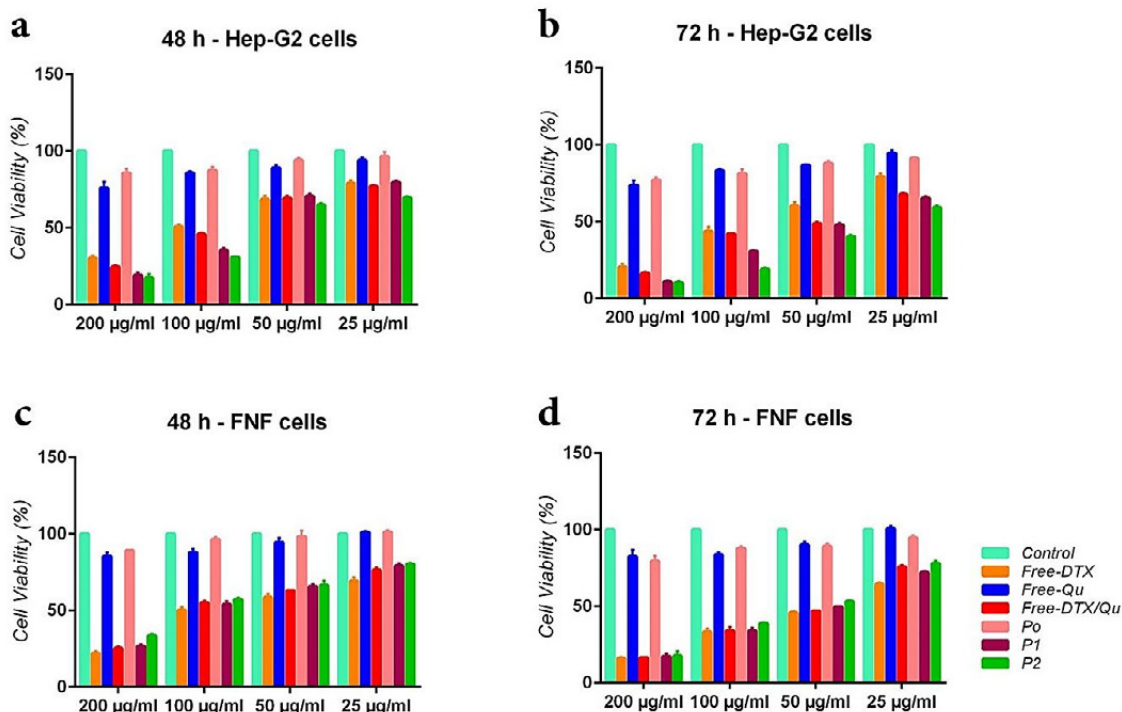 a
48 h - Hep-G2 cells
Cell Viability (%)
150
100
50
0
200 µg/ml 100 µg/ml 50 µg/ml 25 µg/ml
b
72 h - Hep-G2 cells
Cell Viability (%)
150
100
50
0
200 µg/ml 100 µg/ml 50 µg/ml 25 µg/ml
c
48 h - FNF cells
Cell Viability (%)
150
100
50
0
200 µg/ml 100 µg/ml 50 µg/ml 25 µg/ml
d
72 h - FNF cells
Cell Viability (%)
150
100
50
0
200 µg/ml 100 µg/ml 50 µg/ml 25 µg/ml
Control
Free-DTX
Free-Qu
Free-DTX/Qu
Po
P1
P2